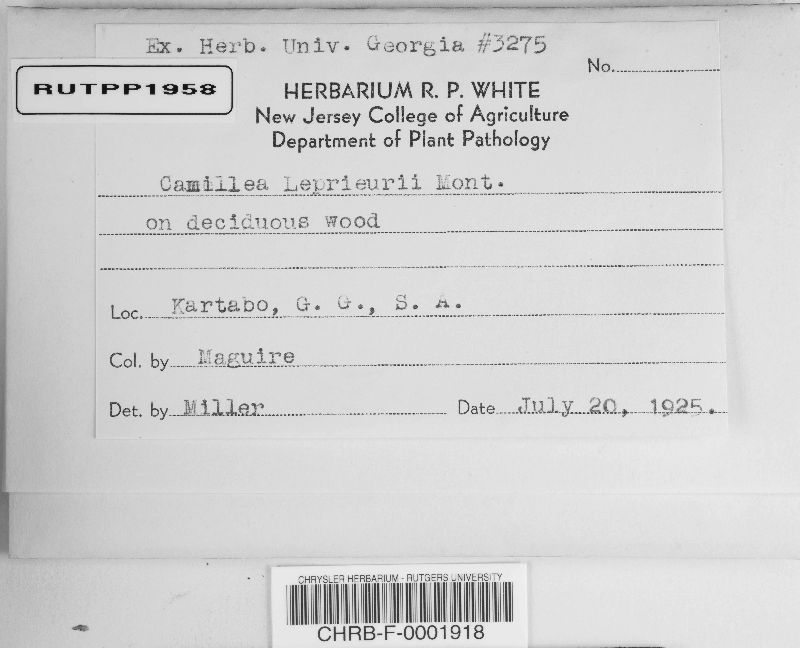 Ex. Herb. Univ. Georgia #3275
No.
RUTPP1958
HERBARIUM R. P. WHITE
New Jersey College of Agriculture
Department of Plant Pathology
Camillea Leprieurii Mont.
on deciduous wood
Loc. Kartabo, G. G., S. A.
Col. by Maguire
Det. by Miller Date July 20, 1925.
CHRYSLER HERBARIUM - RUTGERS UNIVERSITY
CHRB-F-0001918